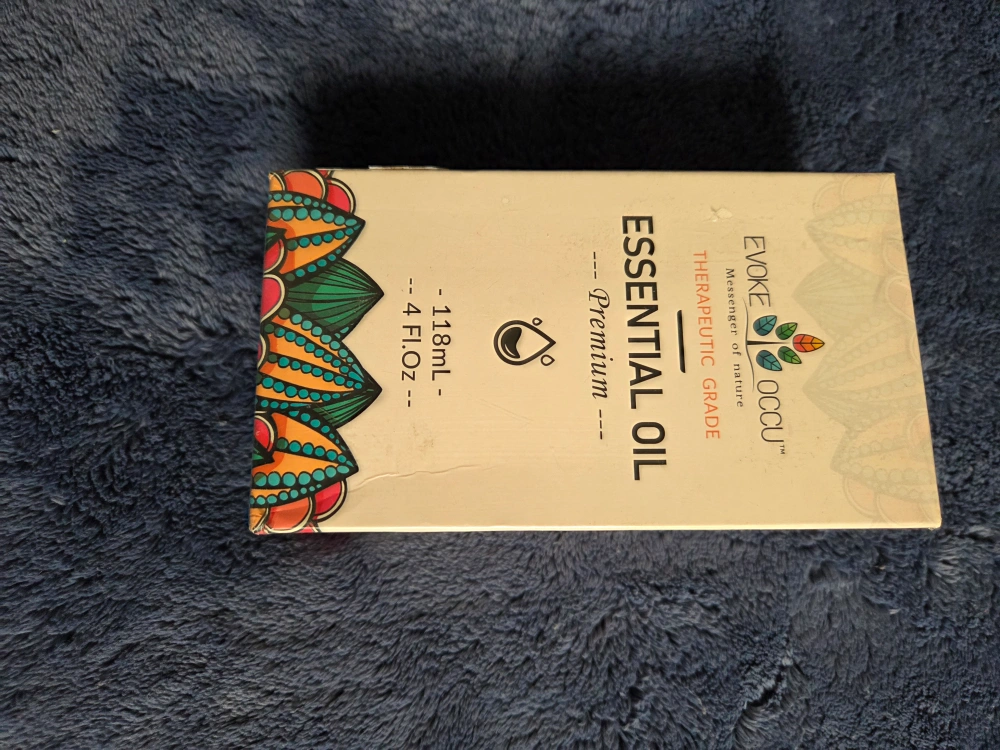 EVOKE OCCU™
Messenger of nature
THERAPEUTIC GRADE
ESSENTIAL OIL
--- Premium ---
- 118mL -
-- 4 Fl.Oz --